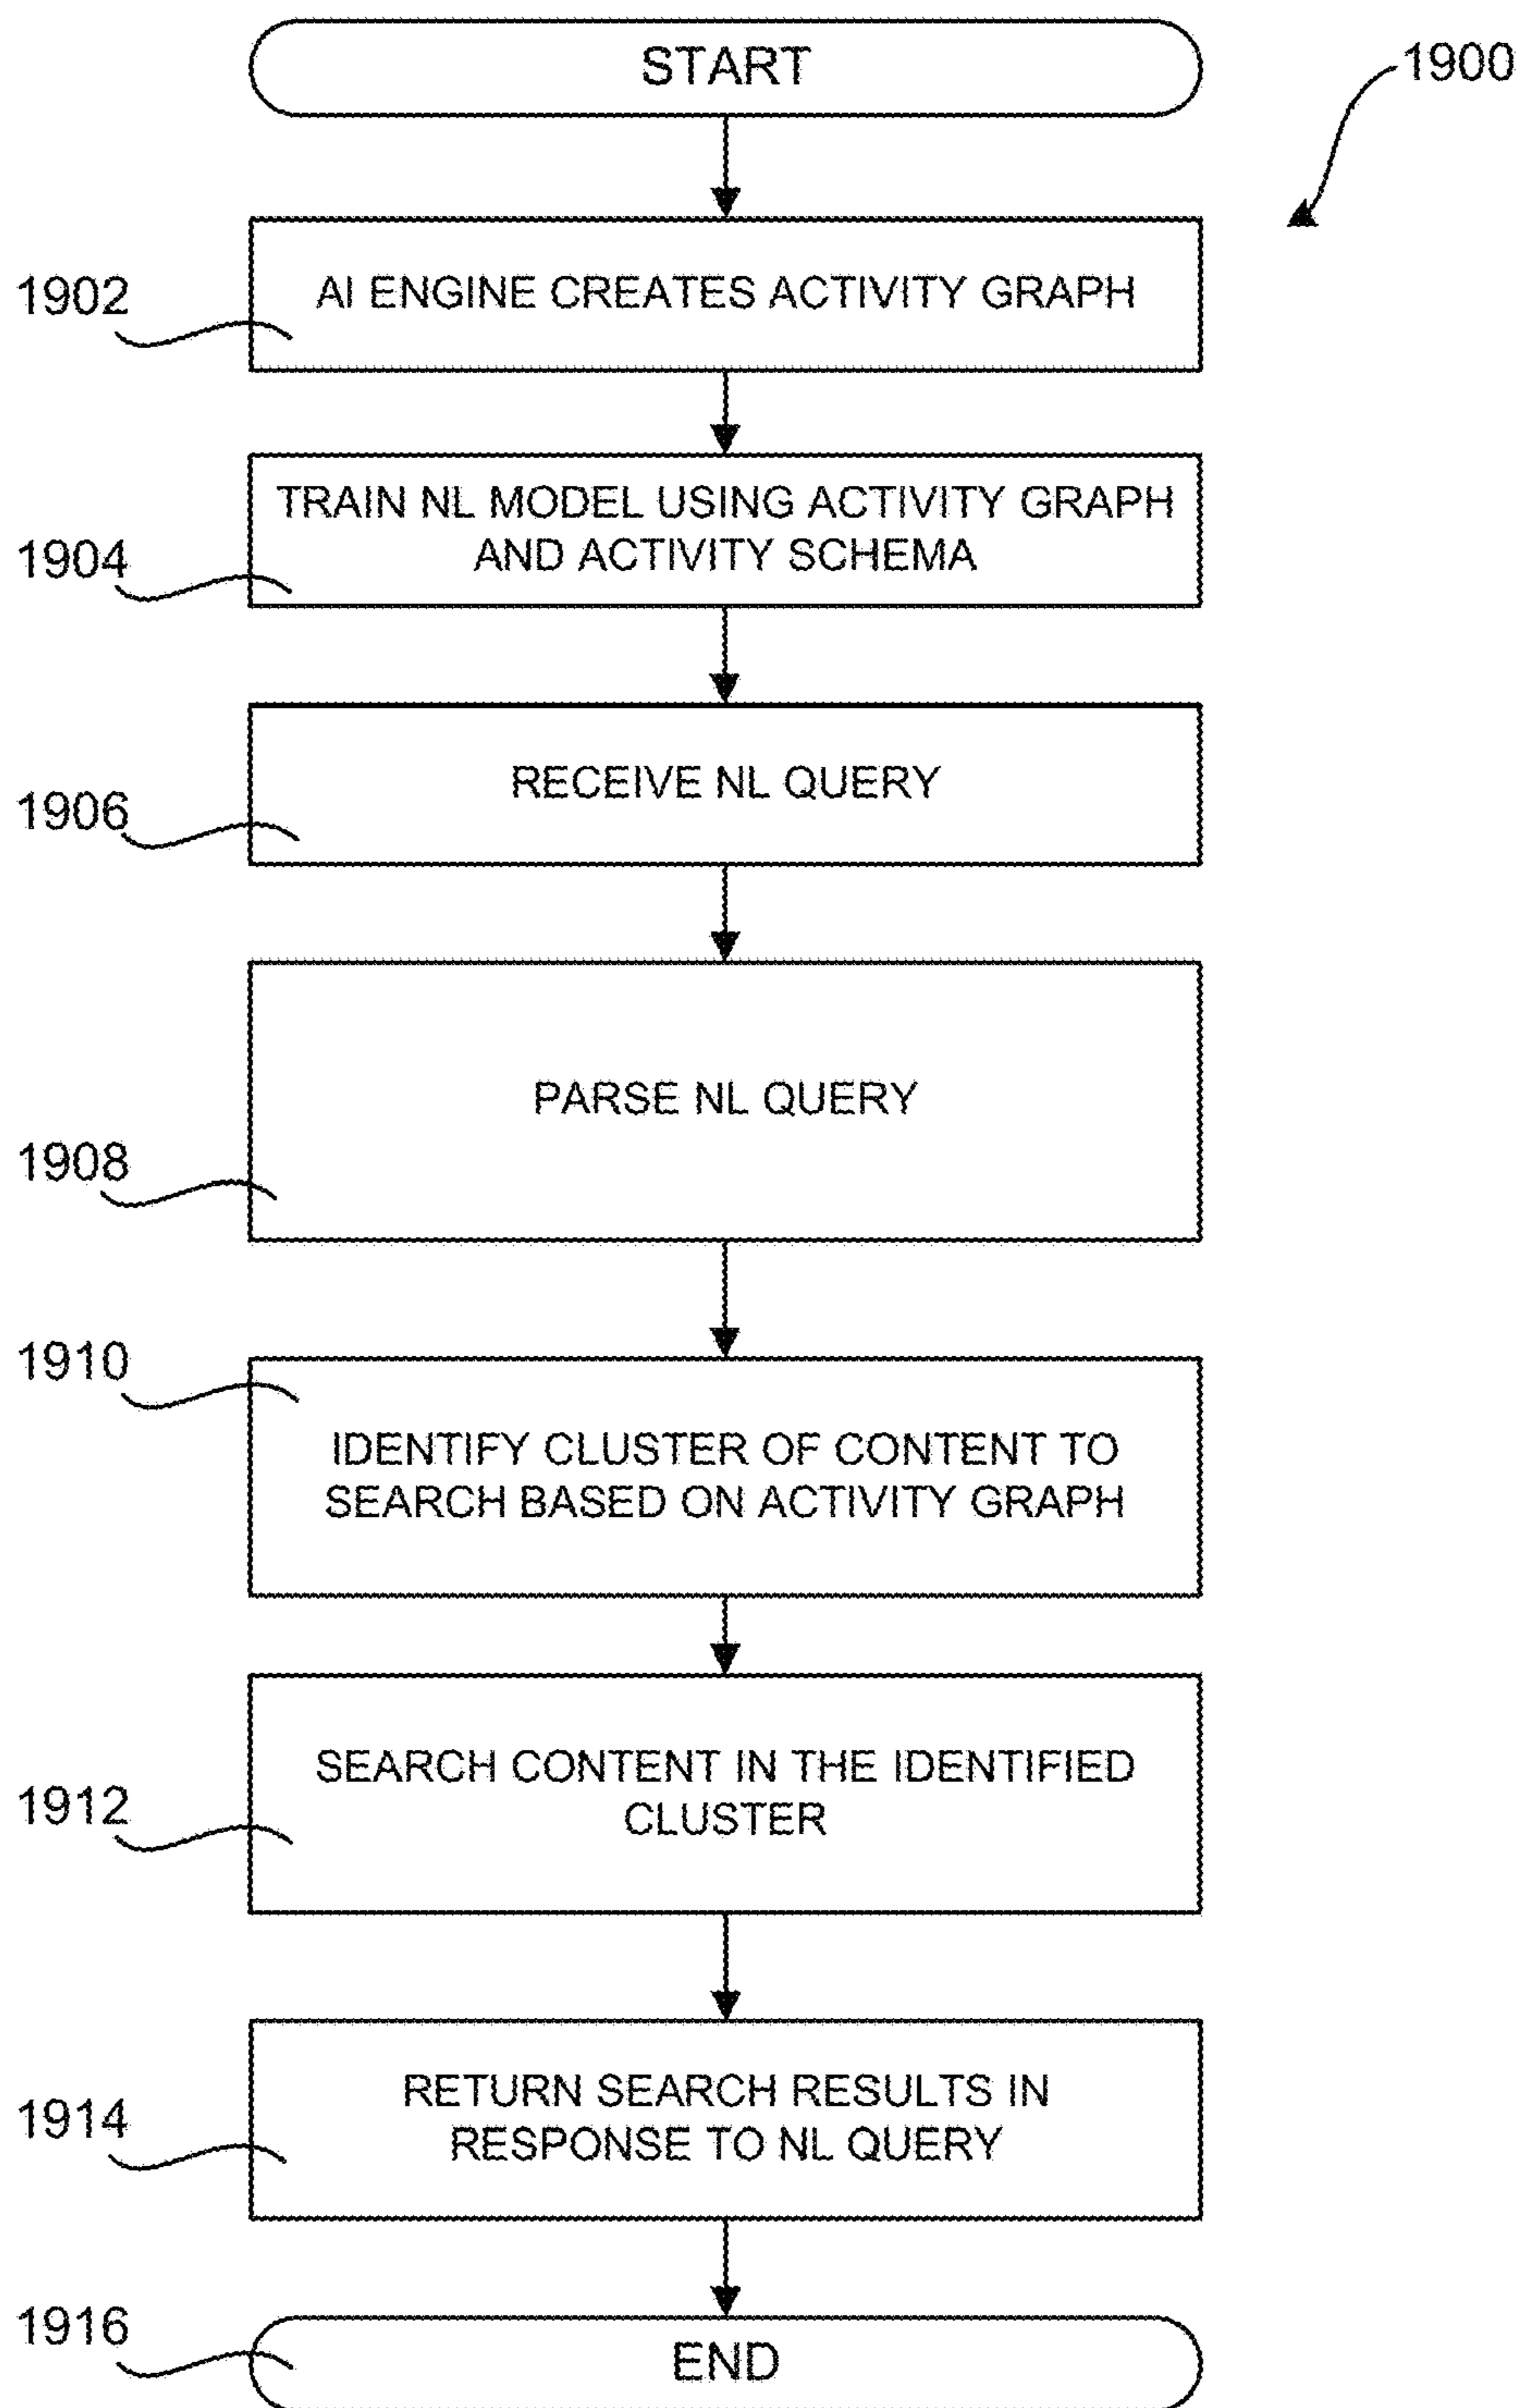 START
1900
1902
AI ENGINE CREATES ACTIVITY GRAPH
1904
TRAIN NL MODEL USING ACTIVITY GRAPH
AND ACTIVITY SCHEMA
1906
RECEIVE NL QUERY
1908
PARSE NL QUERY
1910
IDENTIFY CLUSTER OF CONTENT TO
SEARCH BASED ON ACTIVITY GRAPH
1912
SEARCH CONTENT IN THE IDENTIFIED
CLUSTER
1914
RETURN SEARCH RESULTS IN
RESPONSE TO NL QUERY
1916
END